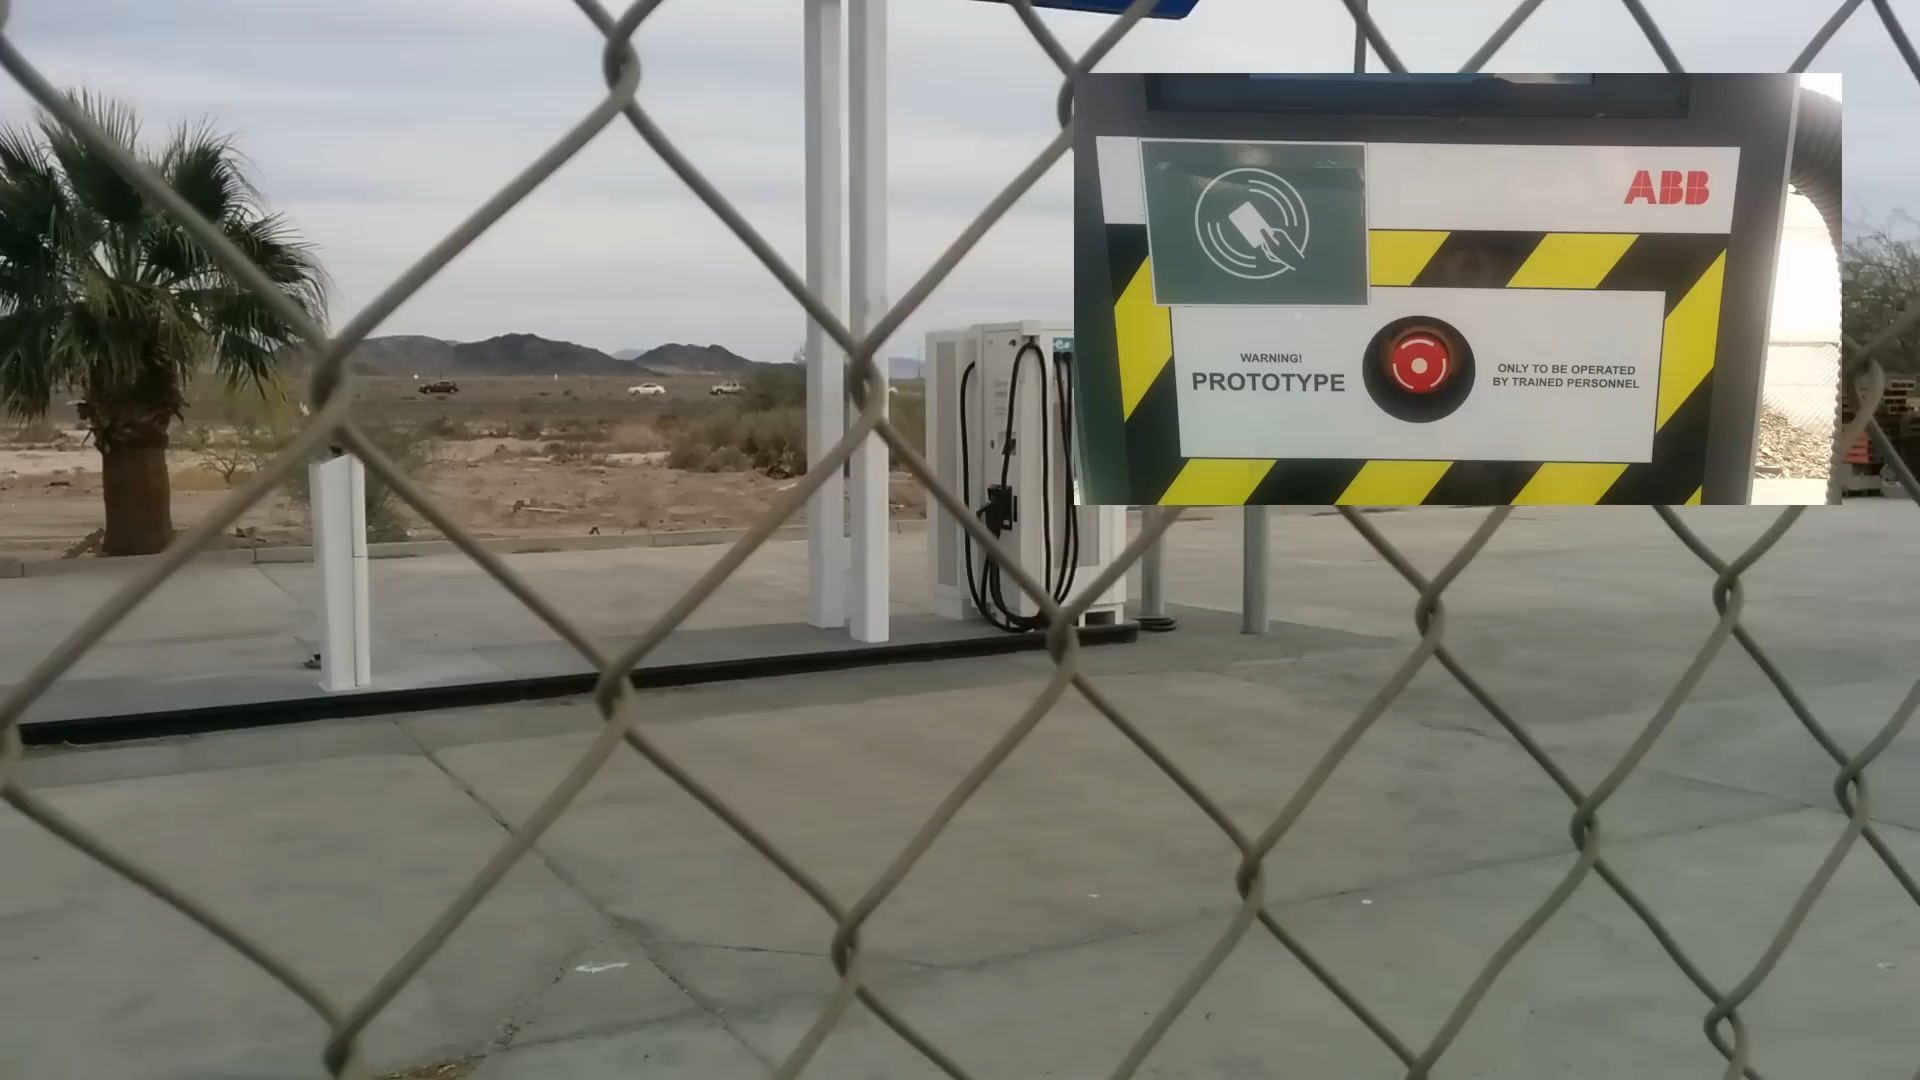 ABB
WARNING!
PROTOTYPE
ONLY TO BE OPERATED
BY TRAINED PERSONNEL